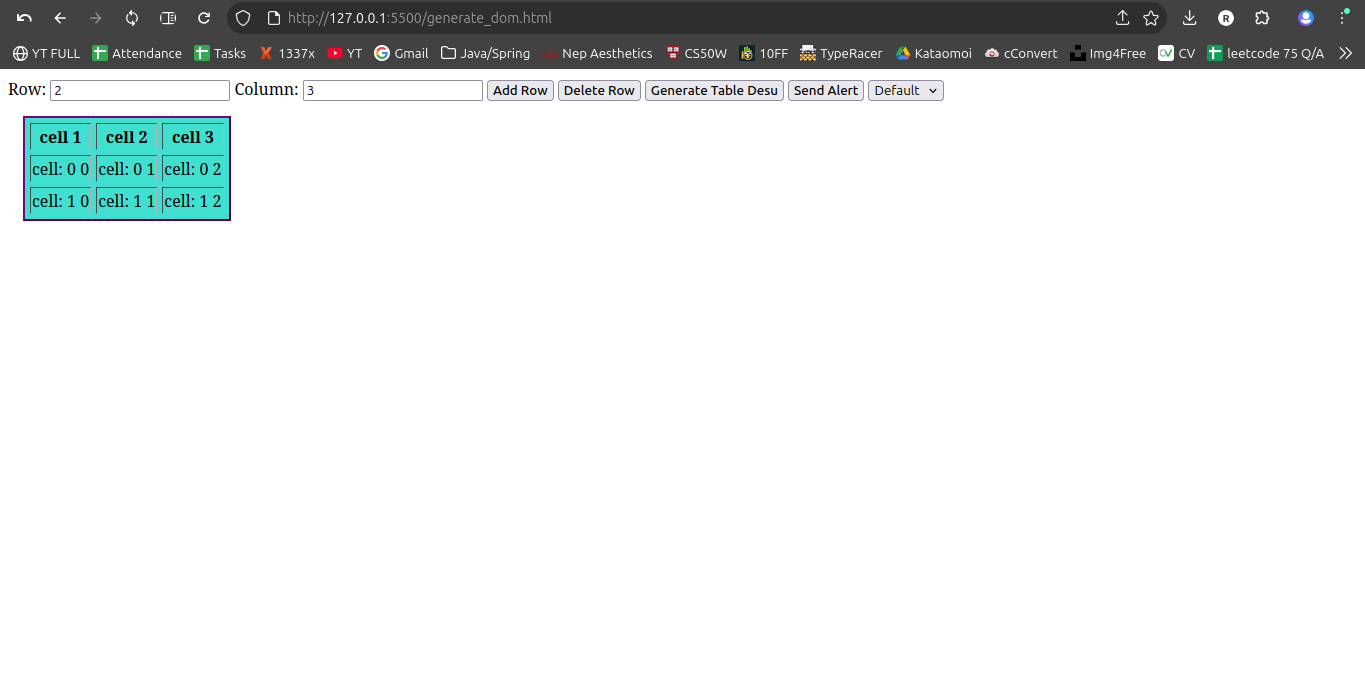 http://127.0.0.1:5500/generate_dom.html R
YT FULL Attendance Tasks 1337x YT Gmail Java/Spring Nep Aesthetics CS50W 10FF TypeRacer Kataomoi cConvert Img4Free CV leetcode 75 Q/A
Row: 2 Column: 3 Add Row Delete Row Generate Table Desu Send Alert Default
cell 1 cell 2 cell 3
cell: 0 0 cell: 0 1 cell: 0 2
cell: 1 0 cell: 1 1 cell: 1 2